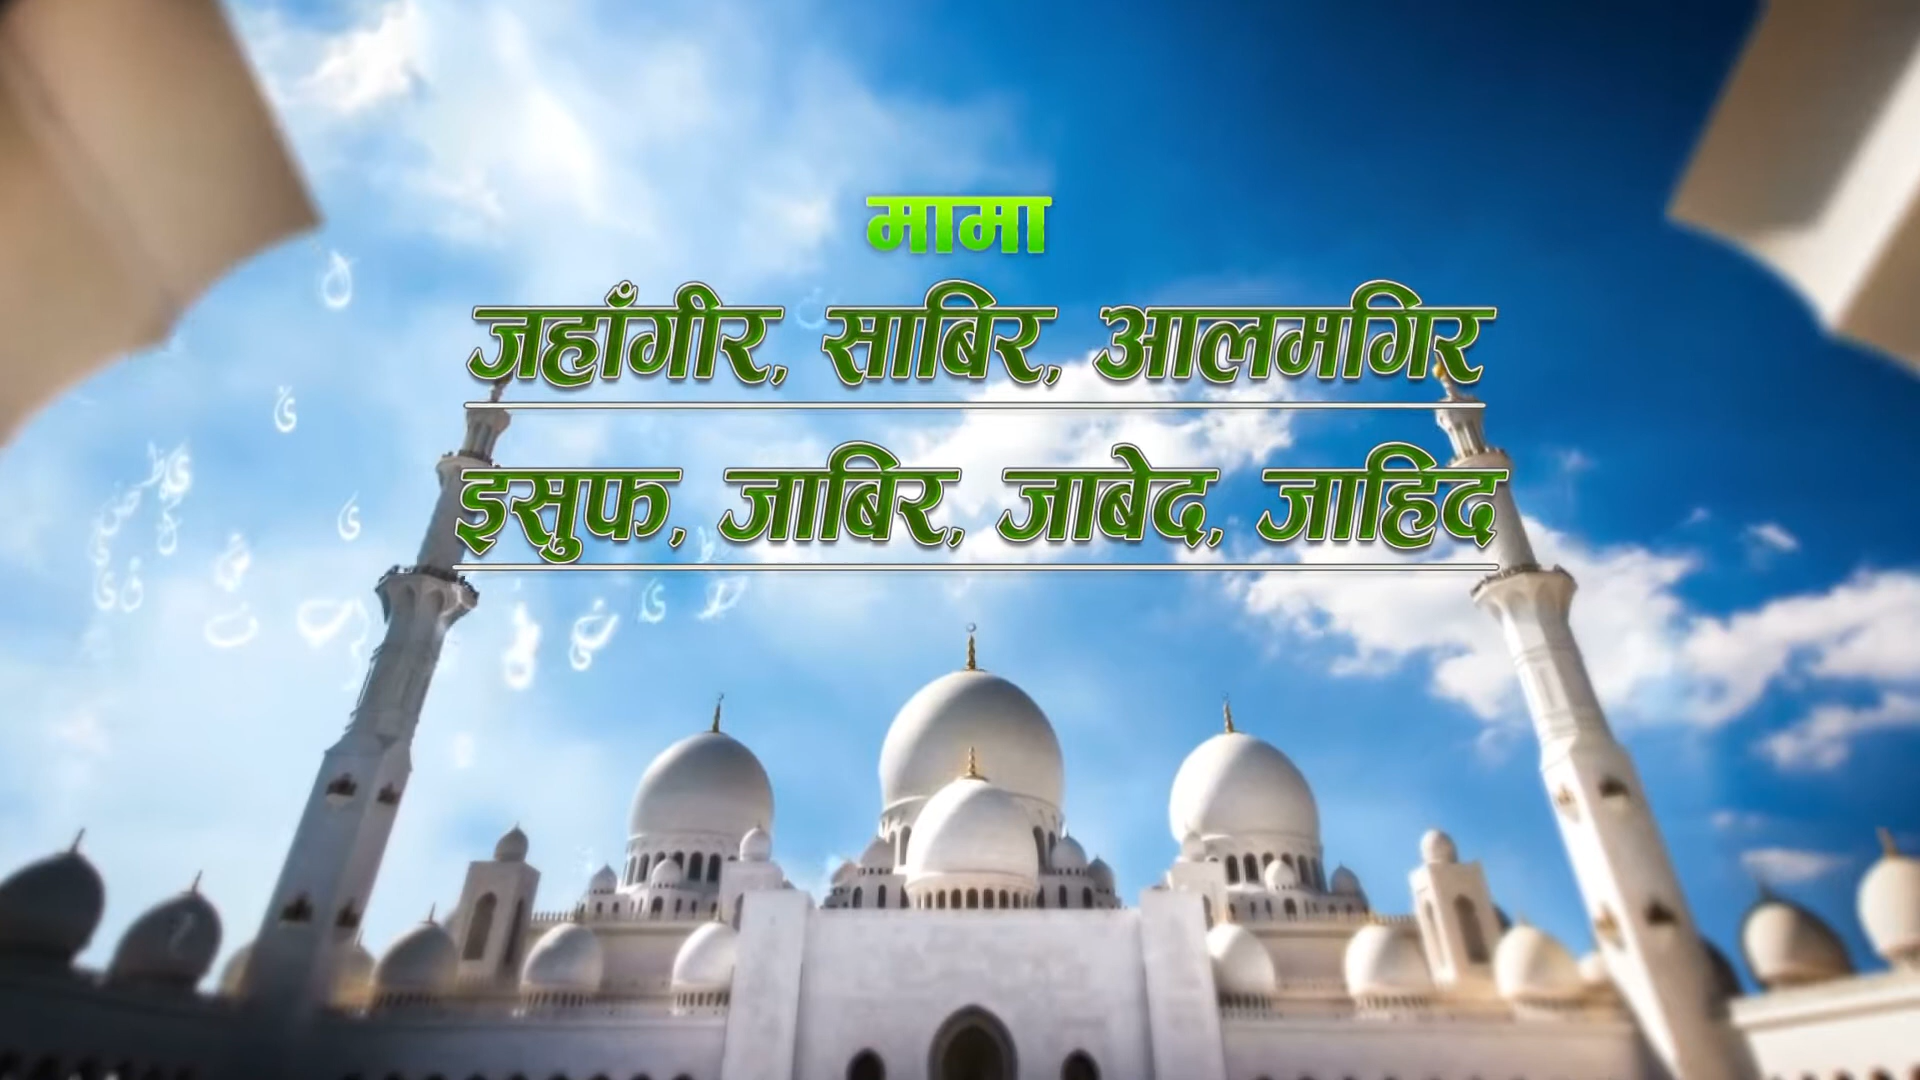 मामा
जहाँगीर, साबिर, आलमगिर
इसुफ, जाबिर, जाबेद, जाहिद